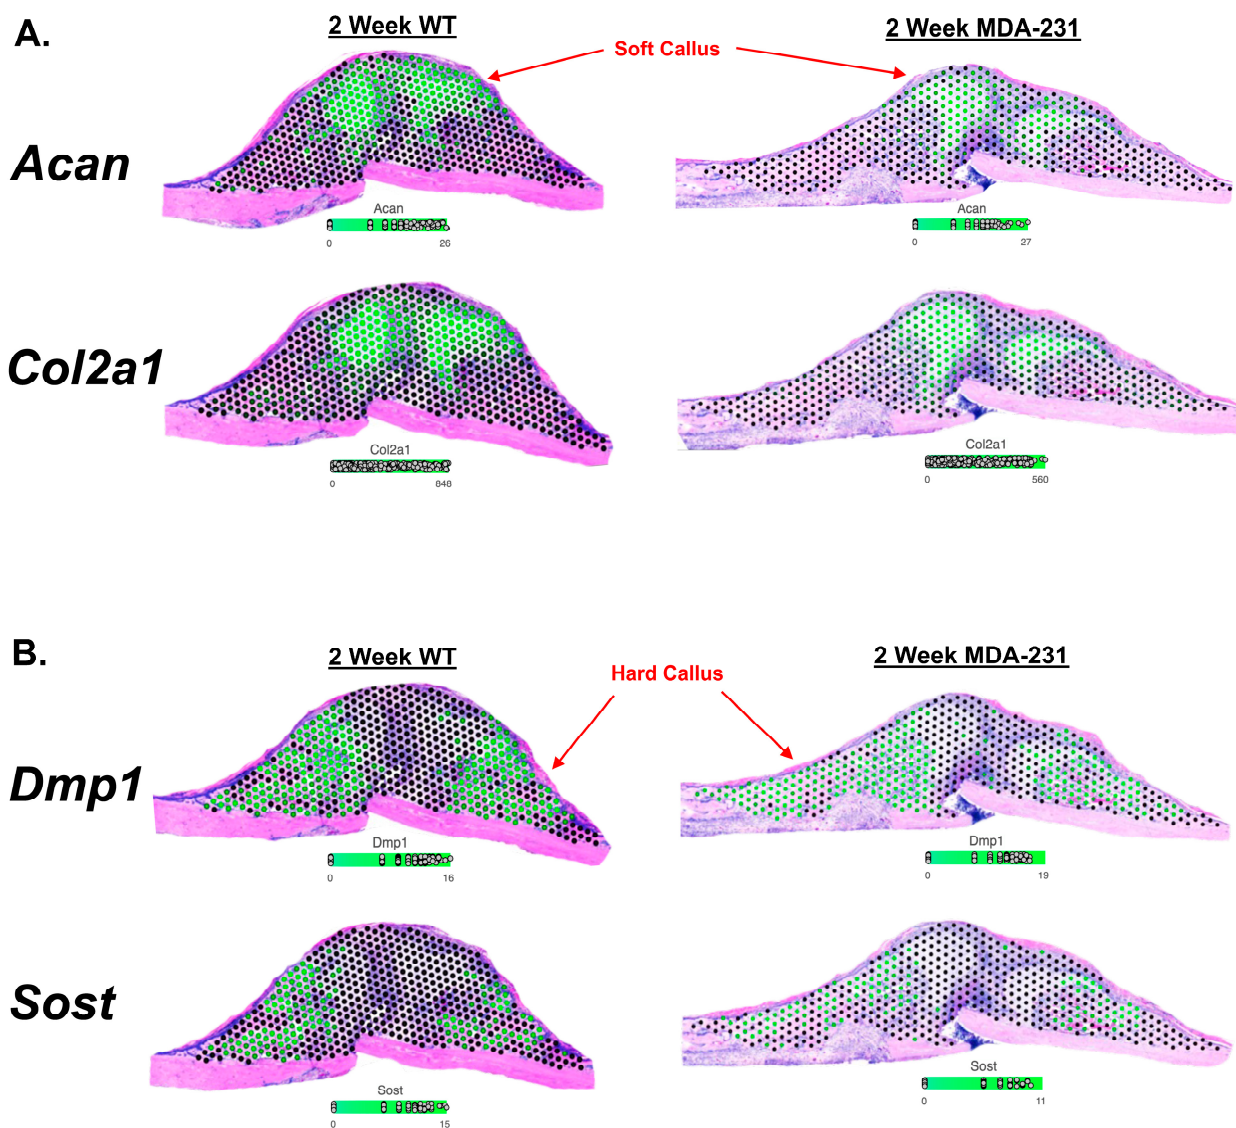 A.
2 Week WT
2 Week MDA-231
Soft Callus
Acan
Acan
0 26
Acan
0 27
Col2a1
Col2a1
0 848
Col2a1
0 560
B.
2 Week WT
2 Week MDA-231
Hard Callus
Dmp1
Dmp1
0 16
Dmp1
0 19
Sost
Sost
0 15
Sost
0 11